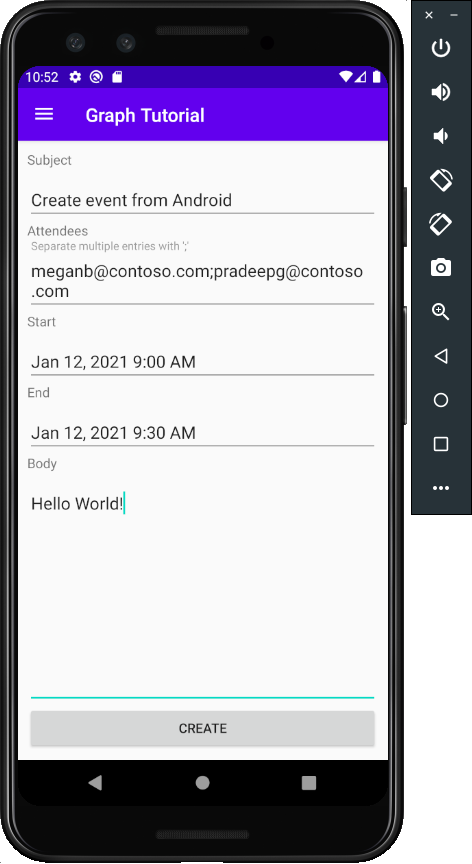 10:52
Graph Tutorial
Subject
Create event from Android
Attendees
Separate multiple entries with ';'
meganb@contoso.com;pradeepg@contoso
.com
Start
Jan 12, 2021 9:00 AM
End
Jan 12, 2021 9:30 AM
Body
Hello World!
CREATE